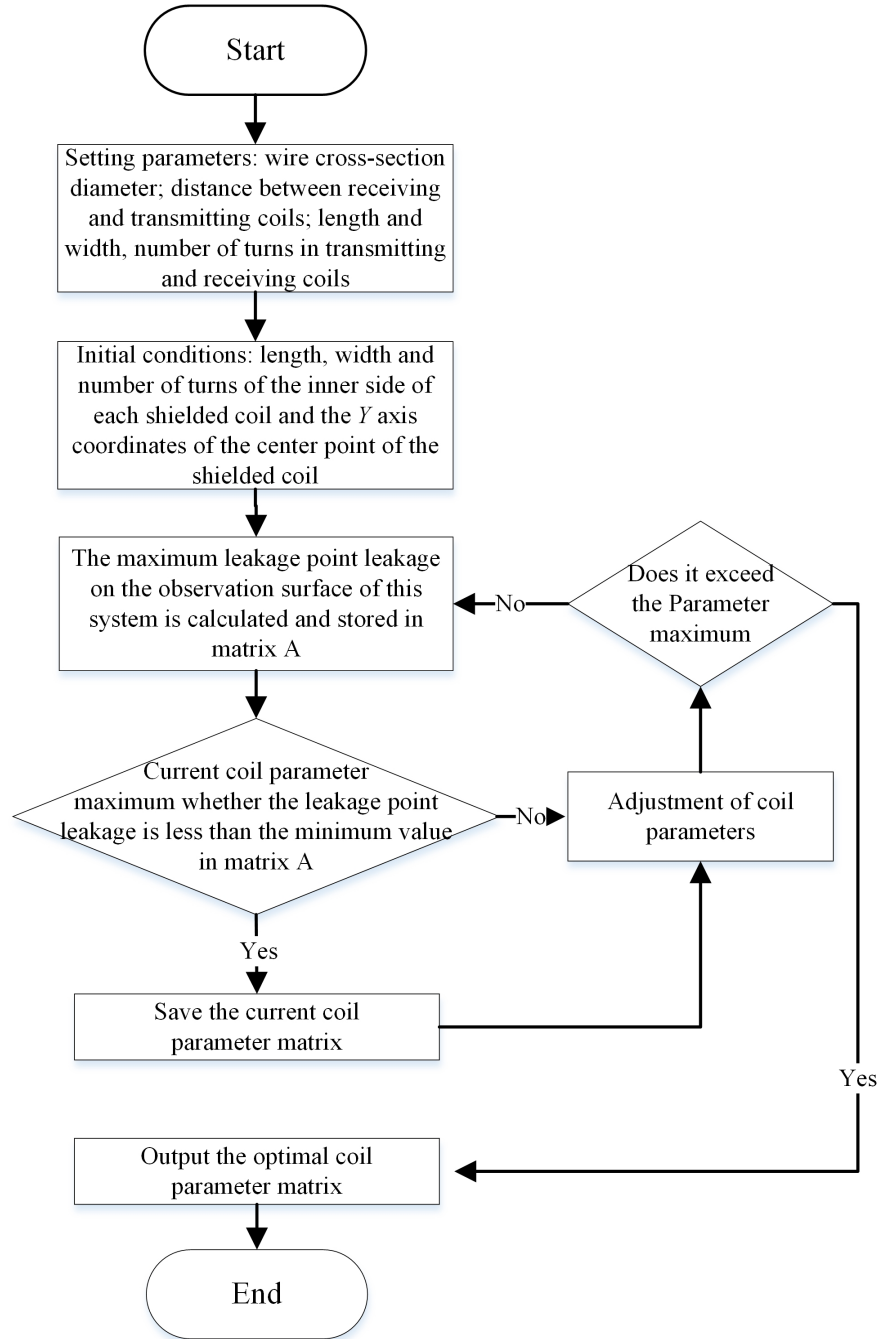 Start
Setting parameters: wire cross-section
diameter; distance between receiving
and transmitting coils; length and
width, number of turns in transmitting
and receiving coils
Initial conditions: length, width and
number of turns of the inner side of
each shielded coil and the Y axis
coordinates of the center point of the
shielded coil
The maximum leakage point leakage
on the observation surface of this
system is calculated and stored in
matrix A
No
Does it exceed
the Parameter
maximum
Current coil parameter
maximum whether the leakage point
leakage is less than the minimum value
in matrix A
No
Adjustment of coil
parameters
Yes
Save the current coil
parameter matrix
Yes
Output the optimal coil
parameter matrix
End